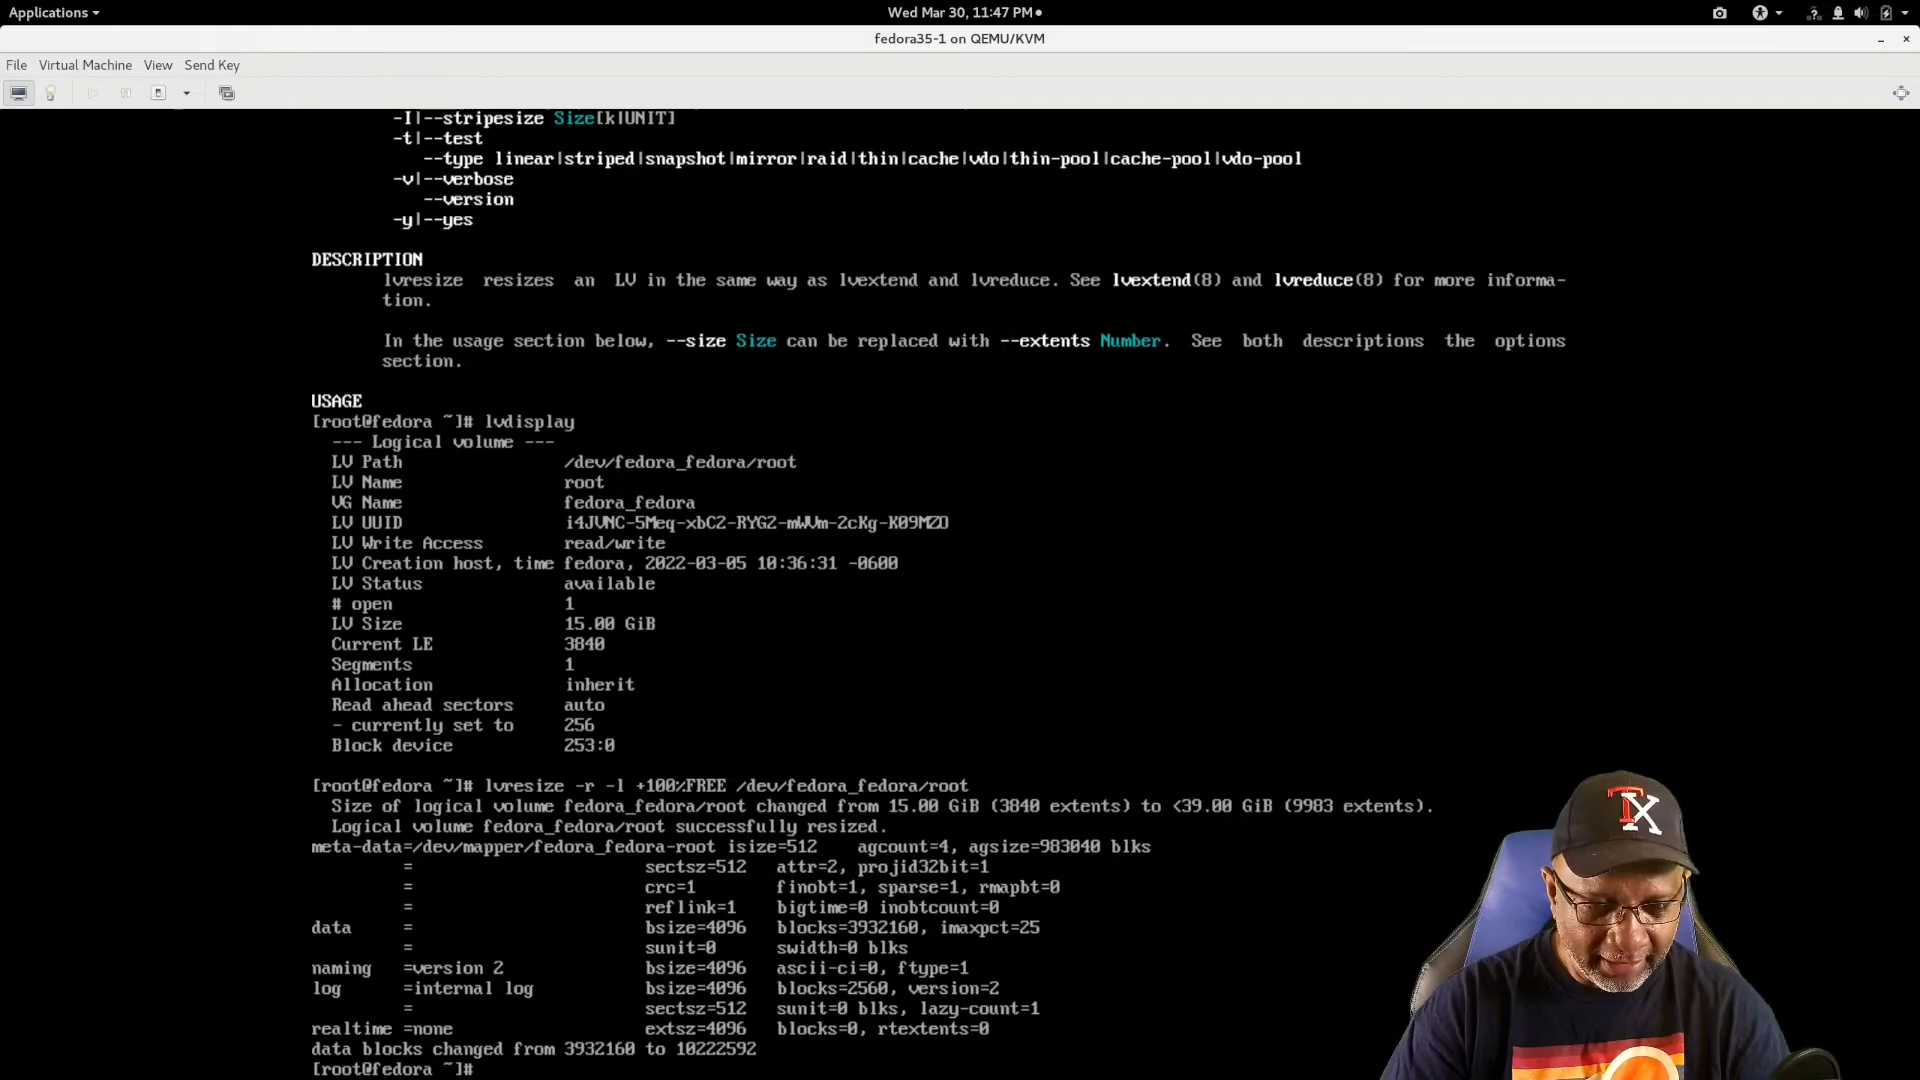 Applications
Wed Mar 30, 11:47 PM
fedora35-1 on QEMU/KVM
File Virtual Machine View Send Key
-I|--stripesize Size[k|UNIT]
-t|--test
--type linear|striped|snapshot|mirror|raid|thin|cache|vdo|thin-pool|cache-pool|vdo-pool
-v|--verbose
--version
-y|--yes
DESCRIPTION
lvresize resizes an LV in the same way as lvextend and lvreduce. See lvextend(8) and lvreduce(8) for more informa-
tion.
In the usage section below, --size Size can be replaced with --extents Number. See both descriptions the options
section.
USAGE
[root@fedora ~]# lvdisplay
--- Logical volume ---
LV Path /dev/fedora_fedora/root
LV Name root
VG Name fedora_fedora
LV UUID i4JVNC-5Meq-xbC2-RYG2-mWVm-2cKg-K09MZO
LV Write Access read/write
LV Creation host, time fedora, 2022-03-05 10:36:31 -0600
LV Status available
# open 1
LV Size 15.00 GiB
Current LE 3840
Segments 1
Allocation inherit
Read ahead sectors auto
- currently set to 256
Block device 253:0
[root@fedora ~]# lvresize -r -l +100%FREE /dev/fedora_fedora/root
Size of logical volume fedora_fedora/root changed from 15.00 GiB (3840 extents) to <39.00 GiB (9983 extents).
Logical volume fedora_fedora/root successfully resized.
meta-data=/dev/mapper/fedora_fedora-root isize=512 agcount=4, agsize=983040 blks
= sectsz=512 attr=2, projid32bit=1
= crc=1 finobt=1, sparse=1, rmapbt=0
= reflink=1 bigtime=0 inobtcount=0
data = bsize=4096 blocks=3932160, imaxpct=25
= sunit=0 swidth=0 blks
naming =version 2 bsize=4096 ascii-ci=0, ftype=1
log =internal log bsize=4096 blocks=2560, version=2
= sectsz=512 sunit=0 blks, lazy-count=1
realtime =none extsz=4096 blocks=0, rtextents=0
data blocks changed from 3932160 to 10222592
[root@fedora ~]#
TX